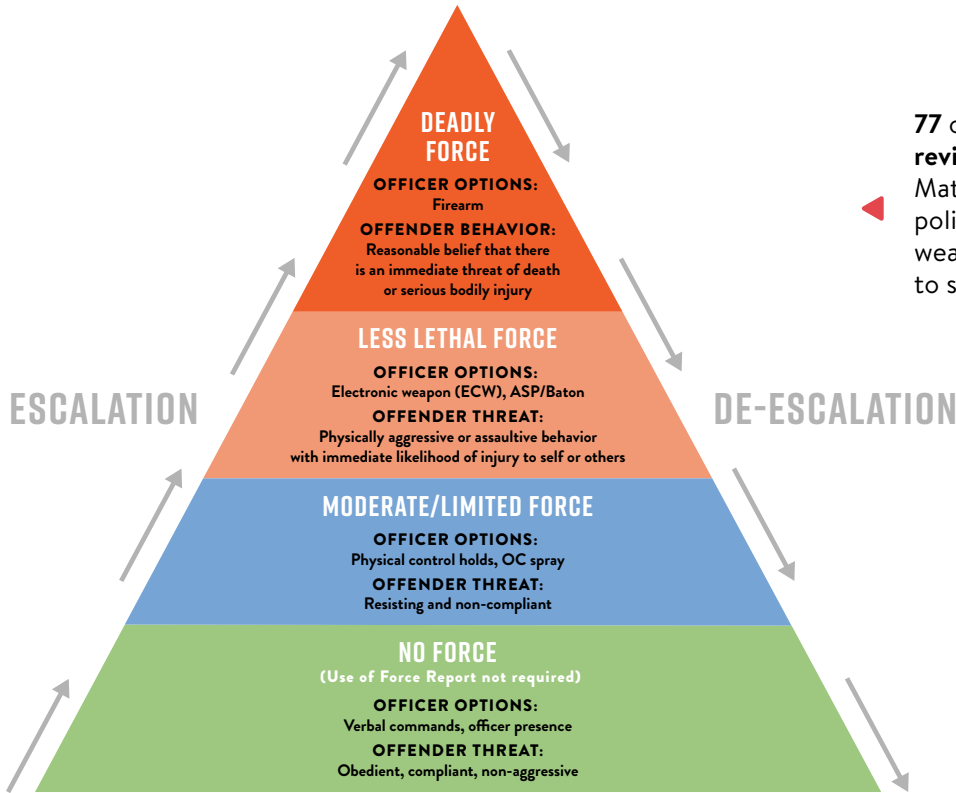 DEADLY
FORCE
OFFICER OPTIONS:
Firearm
OFFENDER BEHAVIOR:
Reasonable belief that there
is an immediate threat of death
or serious bodily injury
LESS LETHAL FORCE
OFFICER OPTIONS:
Electronic weapon (ECW), ASP/Baton
OFFENDER THREAT:
Physically aggressive or assaultive behavior
with immediate likelihood of injury to self or others
MODERATE/LIMITED FORCE
OFFICER OPTIONS:
Physical control holds, OC spray
OFFENDER THREAT:
Resisting and non-compliant
NO FORCE
(Use of Force Report not required)
OFFICER OPTIONS:
Verbal commands, officer presence
OFFENDER THREAT:
Obedient, compliant, non-aggressive
ESCALATION
DE-ESCALATION
77
to s